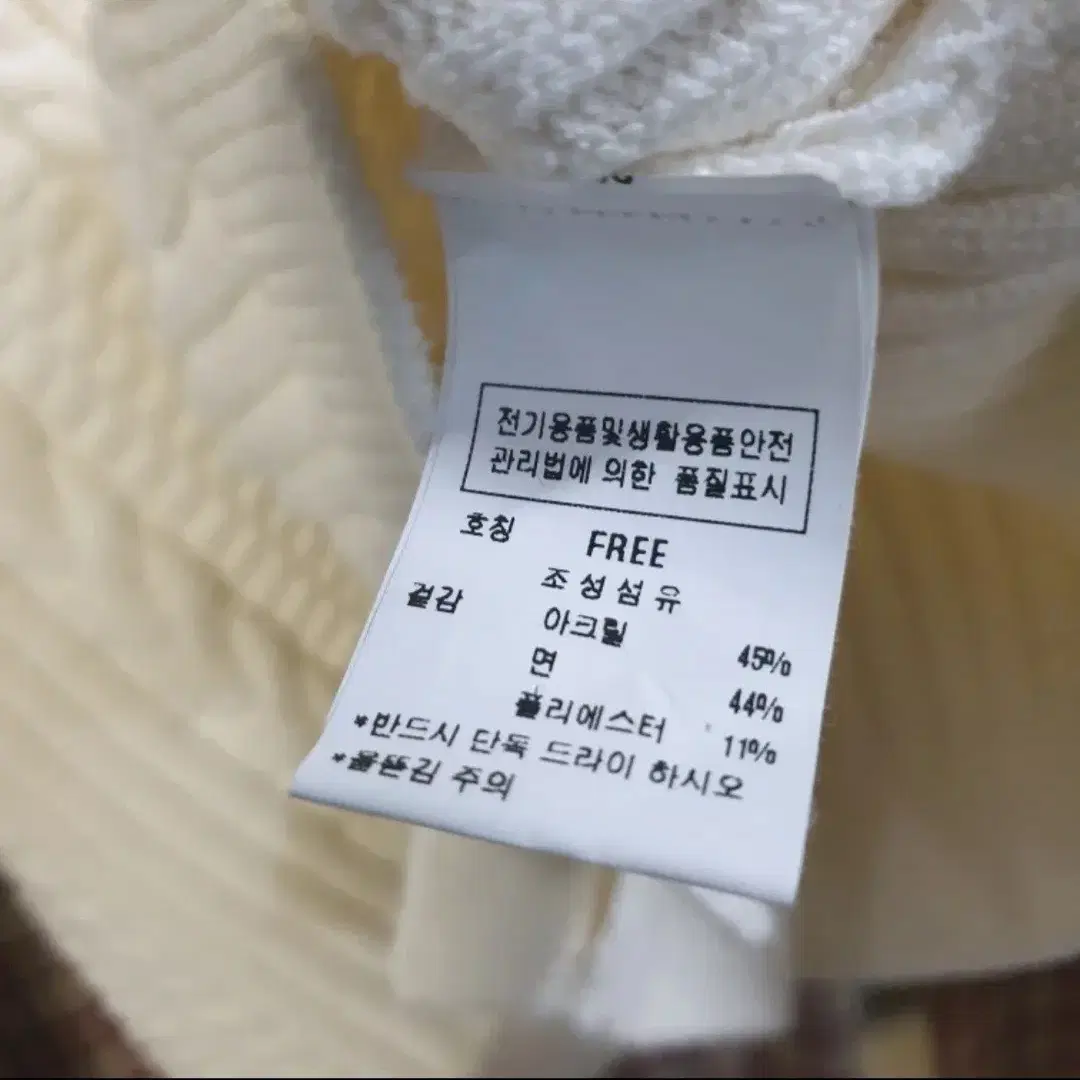 전기용품및생활용품안전
관리법에 의한 품질표시
호칭 FREE
조성섬유
겉감 아크릴 45%
면 44%
폴리에스터 11%
*반드시 단독 드라이 하시오
*올뜯김 주의